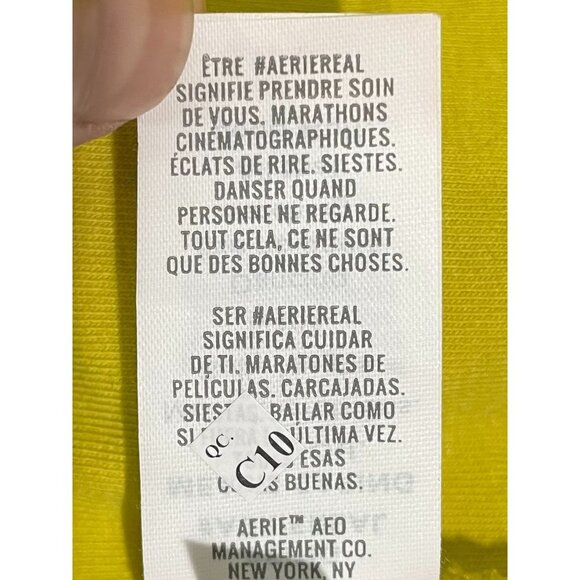 ÊTRE #AERIEREAL
SIGNIFIE PRENDRE SOIN
DE VOUS. MARATHONS
CINÉMATOGRAPHIQUES.
ÉCLATS DE RIRE. SIESTES.
DANSER QUAND
PERSONNE NE REGARDE.
TOUT CELA, CE NE SONT
QUE DES BONNES CHOSES.
SER #AERIEREAL
SIGNIFICA CUIDAR
DE TI. MARATONES DE
PELÍCULAS. CARCAJADAS.
BAILAR COMO
ÚLTIMA VEZ.
ESAS
BUENAS.
QC.
C10
AERIE™ AEO
MANAGEMENT CO.
NEW YORK, NY